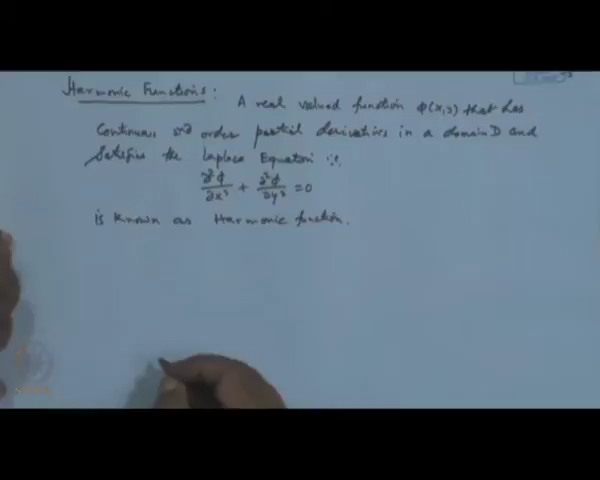 Harmonic Functions: A real valued function φ(x,y) that has
Continuous 2nd order partial derivatives in a domain D and
Satisfies the Laplace Equation
∂²φ/∂x² + ∂²φ/∂y² = 0
is known as Harmonic function.